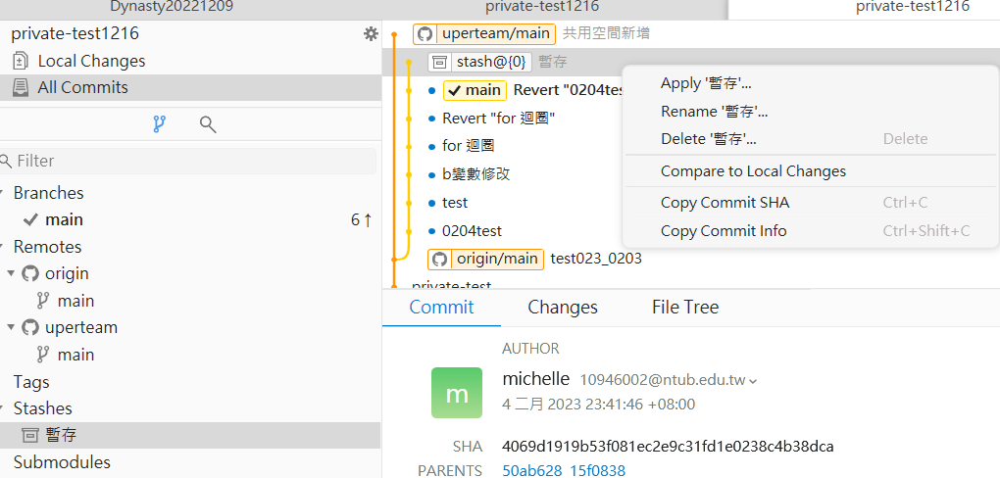 Dynasty20221209
private-test1216
private-test1216
private-test1216
Local Changes
All Commits
Filter
Branches
main 6↑
Remotes
origin
main
uperteam
main
Tags
Stashes
暫存
Submodules
uperteam/main 共用空間新增
stash@{0} 暫存
main Revert "0204tes
Revert "for 迴圈"
for 迴圈
b變數修改
test
0204test
origin/main test023_0203
private-test
Apply '暫存'...
Rename '暫存'...
Delete '暫存'... Delete
Compare to Local Changes
Copy Commit SHA Ctrl+C
Copy Commit Info Ctrl+Shift+C
Commit Changes File Tree
AUTHOR
m
michelle 10946002@ntub.edu.tw
4 二月 2023 23:41:46 +08:00
SHA 4069d1919b53f081ec2e9c31fd1e0238c4b38dca
PARENTS 50ab628 15f0838